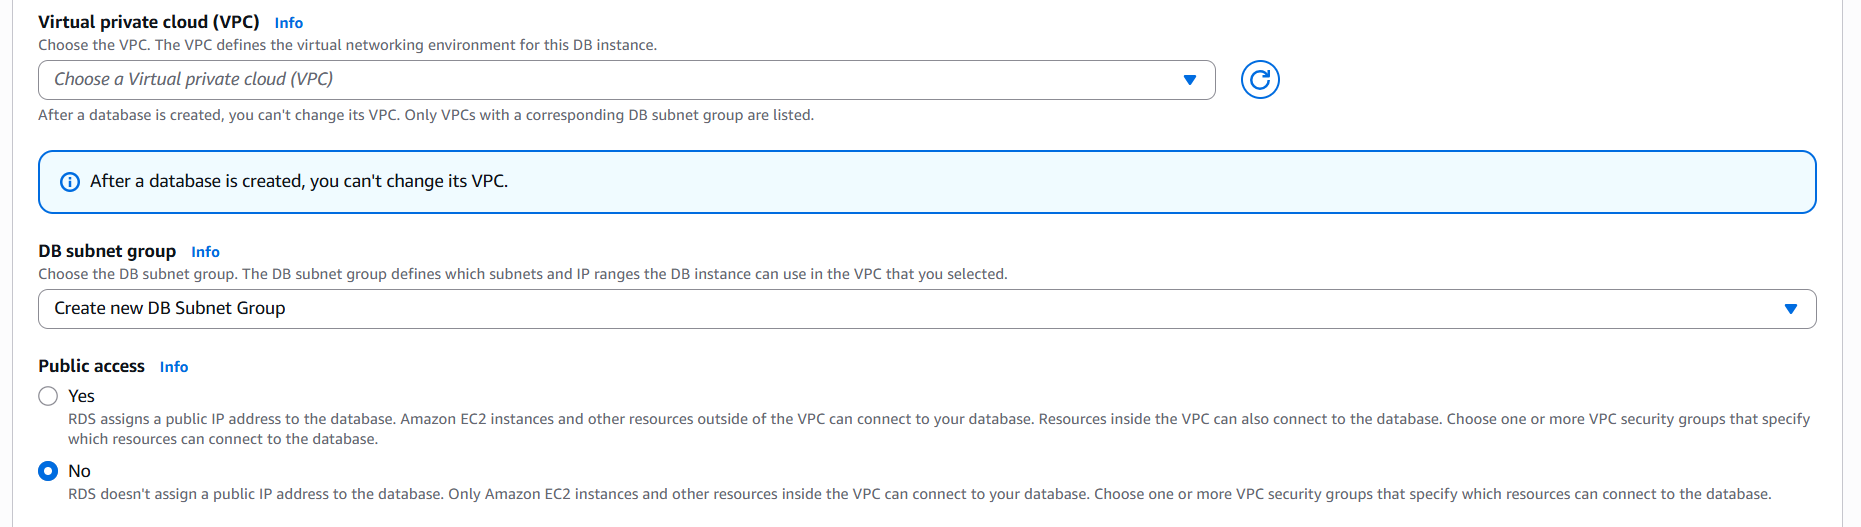 Virtual private cloud (VPC) Info
Choose the VPC. The VPC defines the virtual networking environment for this DB instance.
Choose a Virtual private cloud (VPC)
After a database is created, you can't change its VPC. Only VPCs with a corresponding DB subnet group are listed.
After a database is created, you can't change its VPC.
DB subnet group Info
Choose the DB subnet group. The DB subnet group defines which subnets and IP ranges the DB instance can use in the VPC that you selected.
Create new DB Subnet Group
Public access Info
Yes
RDS assigns a public IP address to the database. Amazon EC2 instances and other resources outside of the VPC can connect to your database. Resources inside the VPC can also connect to the database. Choose one or more VPC security groups that specify
which resources can connect to the database.
No
RDS doesn't assign a public IP address to the database. Only Amazon EC2 instances and other resources inside the VPC can connect to your database. Choose one or more VPC security groups that specify which resources can connect to the database.